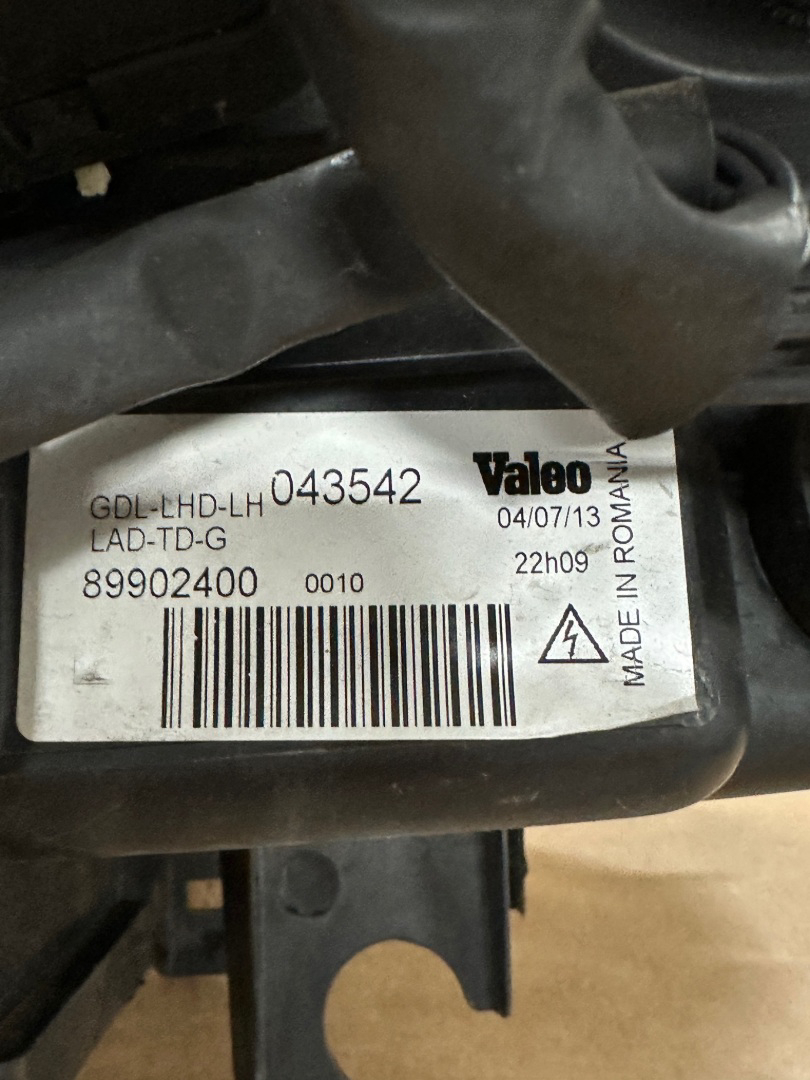 GDL-LHD-LH 043542
LAD-TD-G
89902400 0010
Valeo
04/07/13
22h09
MADE IN ROMANIA